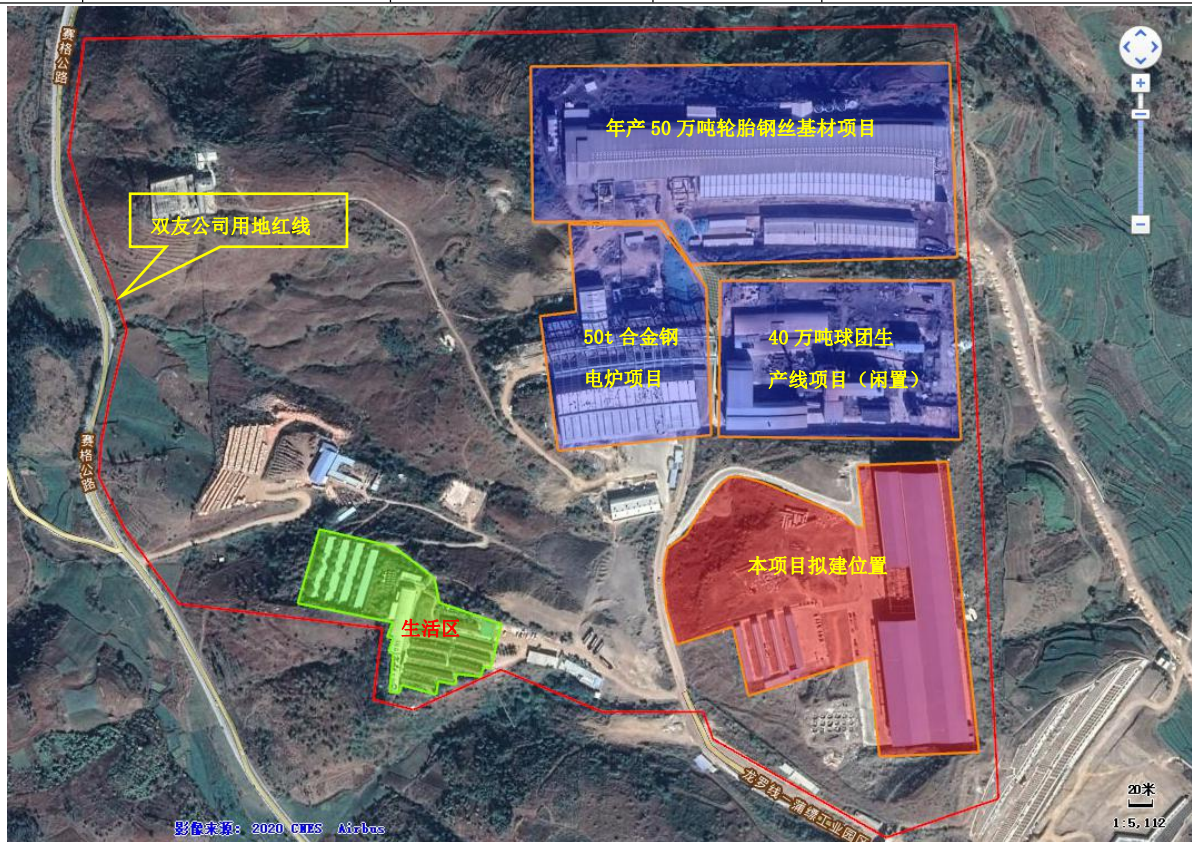 赛格公路
年产 50 万吨轮胎钢丝基材项目
双友公司用地红线
50t 合金钢
电炉项目
40 万吨球团生
产线项目（闲置）
赛格公路
本项目拟建位置
生活区
龙罗线—蒲缥工业园区
影像来源: 2020 CNES Airbus
20米
1:5,112